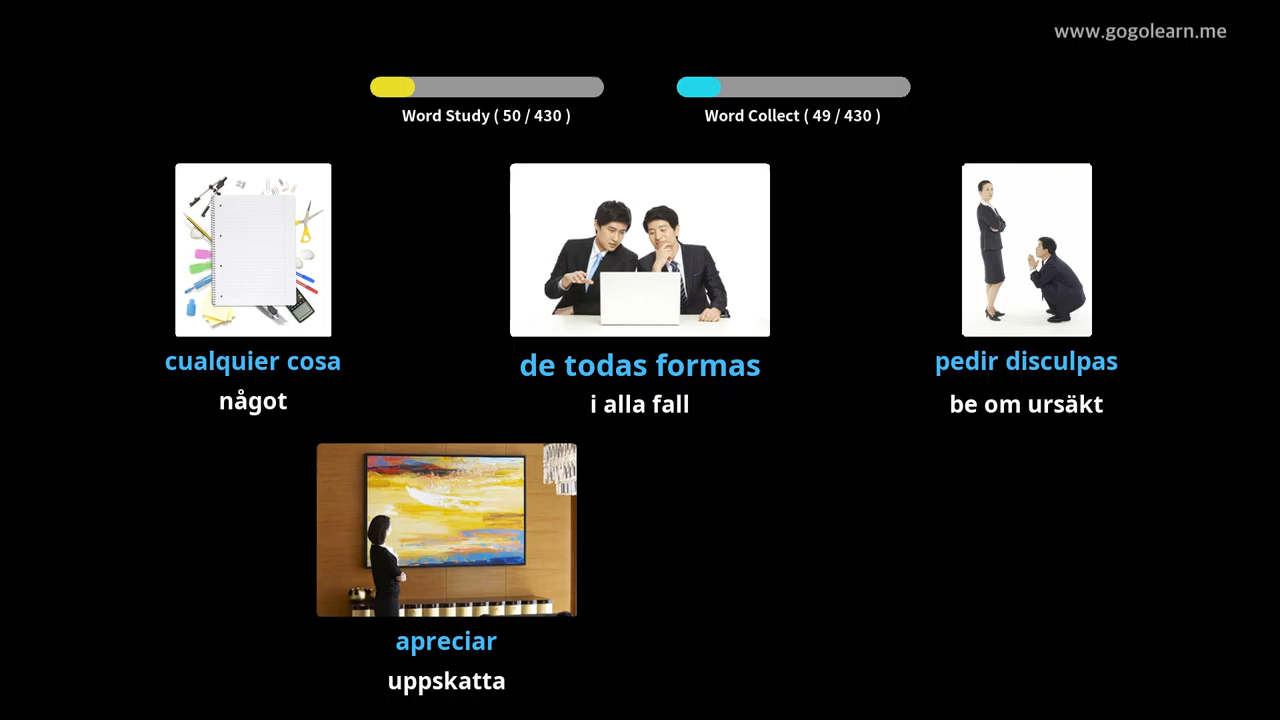 www.gogolearn.me
Word Study ( 50 / 430 )
Word Collect ( 49 / 430 )
cualquier cosa
något
de todas formas
i alla fall
pedir disculpas
be om ursäkt
apreciar
uppskatta